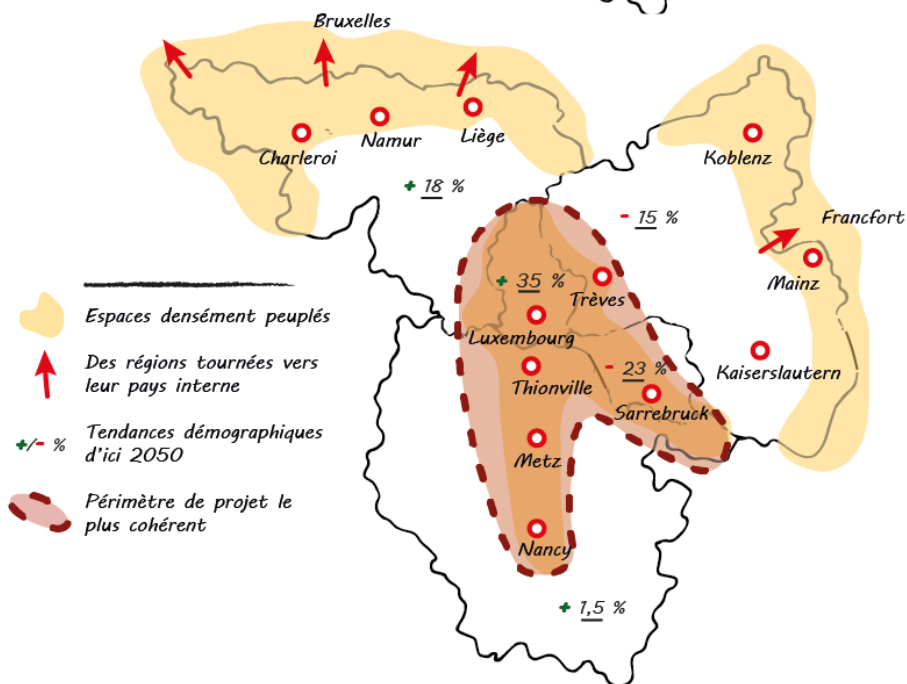 Bruxelles
Charleroi
Namur
Liège
Koblenz
+ 18 %
- 15 %
Francfort
Mainz
+ 35 %
Trèves
Luxembourg
Thionville
- 23 %
Sarrebruck
Kaiserslautern
Metz
Nancy
+ 1,5 %
Espaces densément peuplés
Des régions tournées vers
leur pays interne
+/- %
Tendances démographiques
d'ici 2050
Périmètre de projet le
plus cohérent